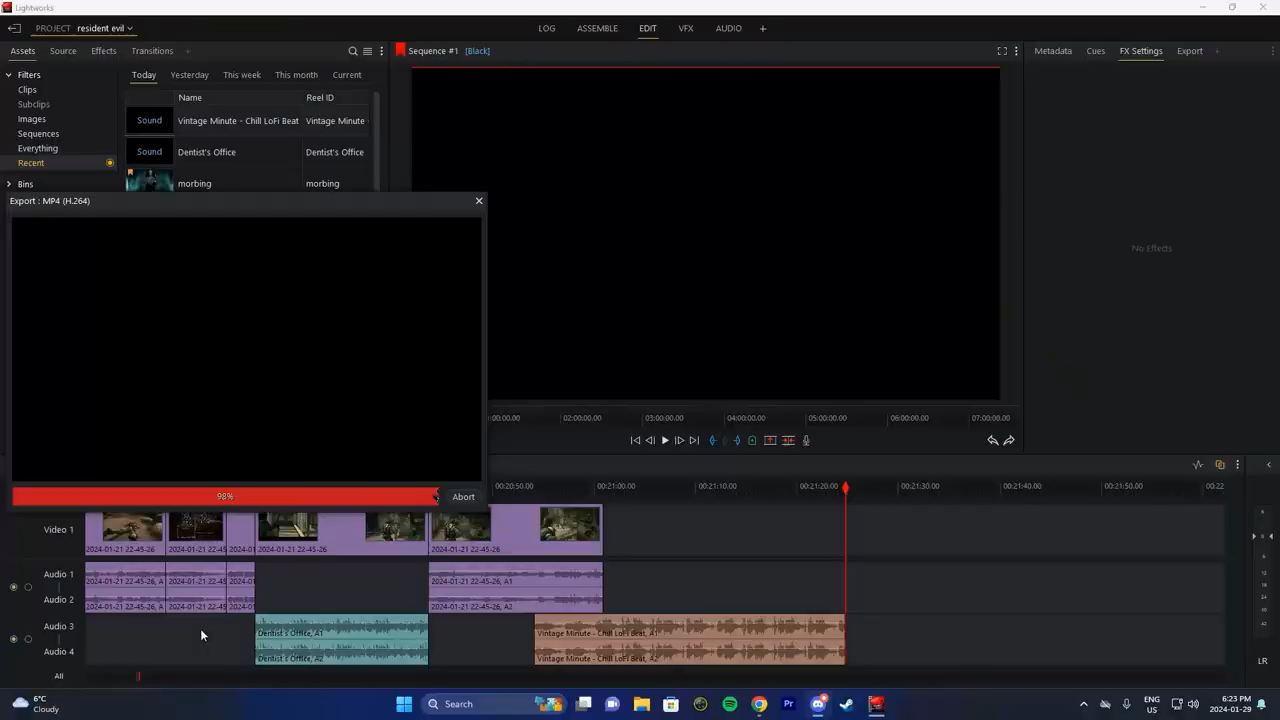 Lightworks
PROJECT resident evil
LOG ASSEMBLE EDIT VFX AUDIO +
Assets Source Effects Transitions +
Sequence #1 [Black]
Metadata Cues FX Settings Export +
Filters
Clips
Subclips
Images
Sequences
Everything
Recent
Bins
Today Yesterday This week This month Current
Name Reel ID
Sound Vintage Minute - Chill LoFi Beat Vintage Minute -
Sound Dentist's Office Dentist's Office
morbing morbing
No Effects
Export : MP4 (H.264)
98% Abort
:00:00.00 02:00:00.00 03:00:00.00 04:00:00.00 05:00:00.00 06:00:00.00 07:00:00.00
00:20:50.00 00:21:00.00 00:21:10.00 00:21:20.00 00:21:30.00 00:21:40.00 00:21:50.00 00:22
Video 1
2024-01-21 22-45-26 2024-01-21 22-45 2024-01 2024-01-21 22-45-26 2024-01-21 22-45-26
Audio 1
2024-01-21 22-45-26, A 2024-01-21 22-45 2024-01 2024-01-21 22-45-26, A1
Audio 2
2024-01-21 22-45-26, A 2024-01-21 22-45 2024-01 2024-01-21 22-45-26, A2
Audio 3
Dentist's Office, A1 Vintage Minute - Chill LoFi Beat, A1
Audio 4
Dentist's Office, A2 Vintage Minute - Chill LoFi Beat, A2
All
6
0
6
12
18
24
30
42
LR
6°C
Cloudy
Search
Pr
ENG
US
6:23 PM
2024-01-29